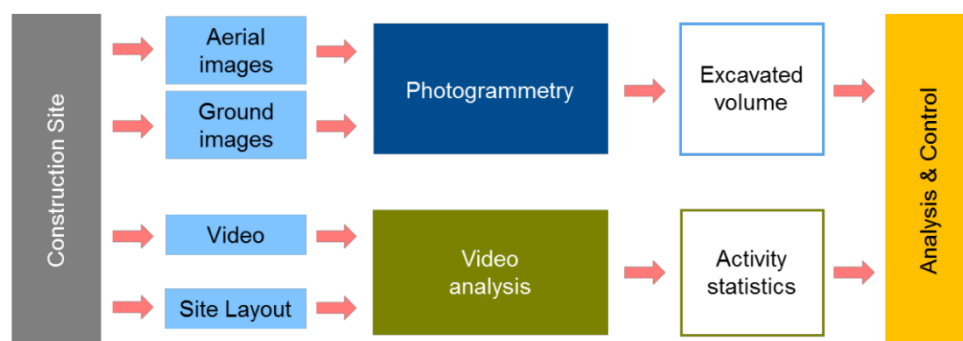 Construction Site
Aerial
images
Ground
images
Photogrammetry
Excavated
volume
Video
Site Layout
Video
analysis
Activity
statistics
Analysis & Control